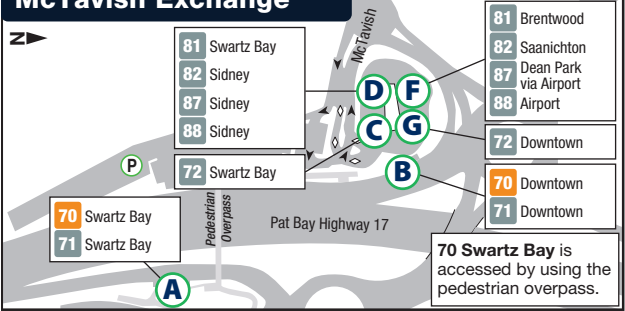 McTavish Exchange
N
McTavish
81 Swartz Bay
82 Sidney
87 Sidney
88 Sidney
72 Swartz Bay
81 Brentwood
82 Saanichton
87 Dean Park
via Airport
88 Airport
72 Downtown
70 Downtown
71 Downtown
D
F
C
G
B
P
70 Swartz Bay
71 Swartz Bay
Pedestrian
Overpass
Pat Bay Highway 17
A
70 Swartz Bay is
accessed by using the
pedestrian overpass.